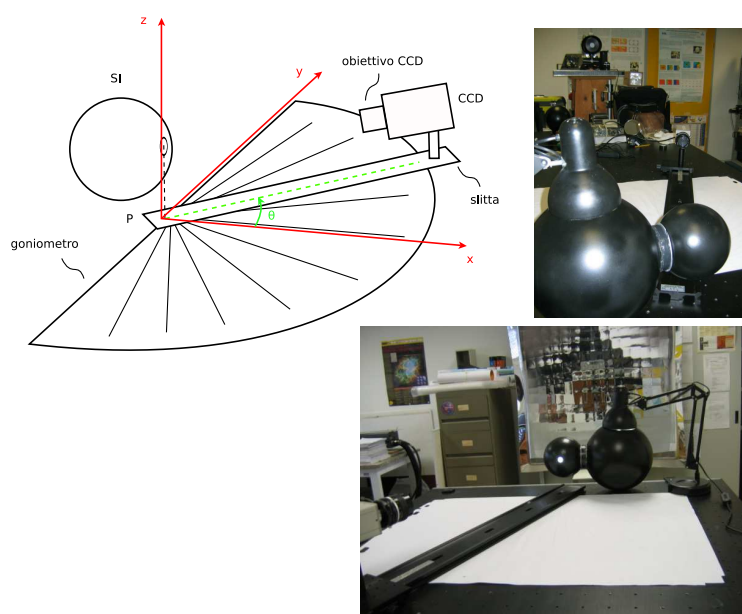 z
SI
y
obiettivo CCD
CCD
P
θ
slitta
goniometro
x